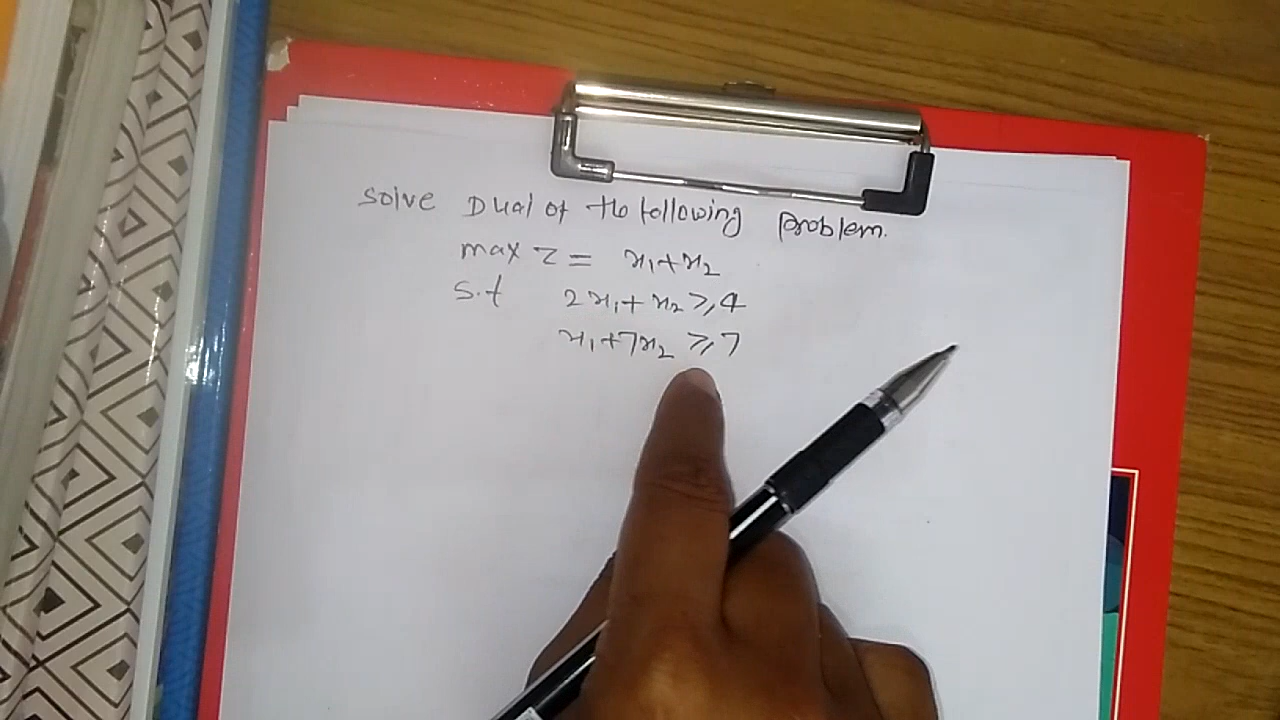 Solve Dual of the following Problem.
max z = x₁+x₂
S.t 2x₁+x₂ ≥ 4
x₁+7x₂ ≥ 7